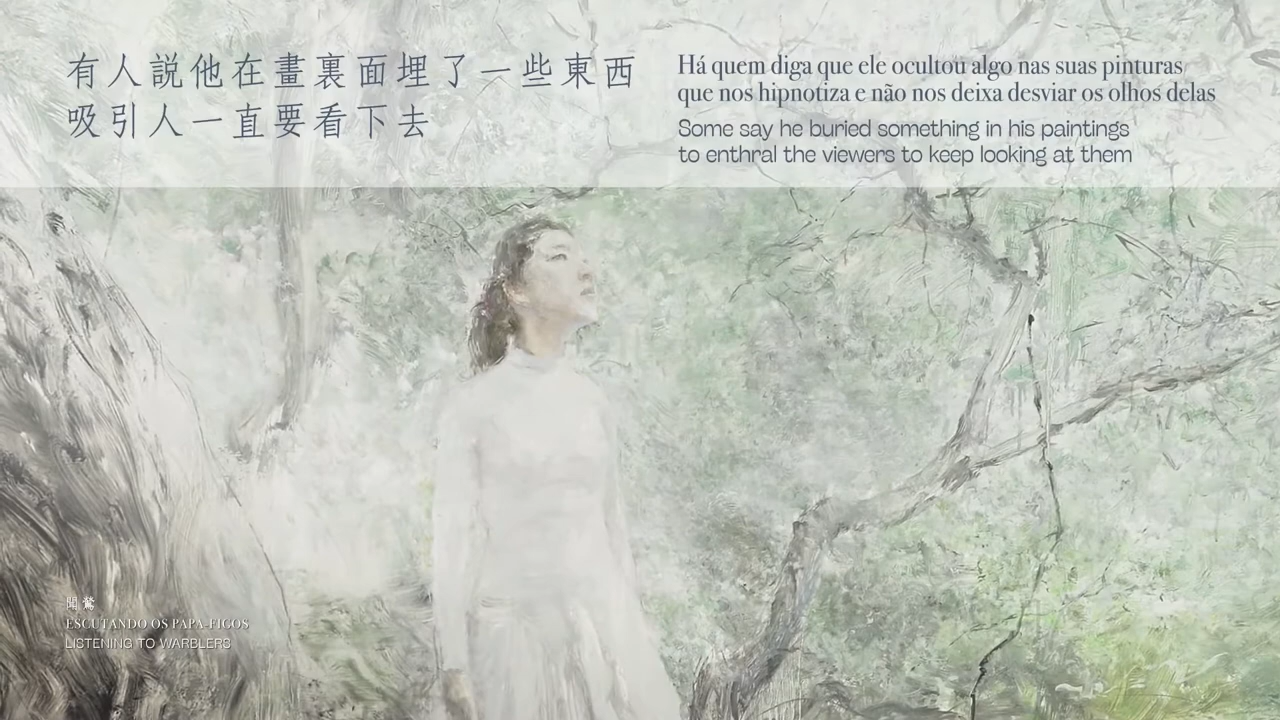 有人説他在畫裏面埋了一些東西
吸引人一直要看下去
Há quem diga que ele ocultou algo nas suas pinturas
que nos hipnotiza e não nos deixa desviar os olhos delas
Some say he buried something in his paintings
to enthral the viewers to keep looking at them
聞鶯
ESCUTANDO OS PAPA-FIGOS
LISTENING TO WARBLERS